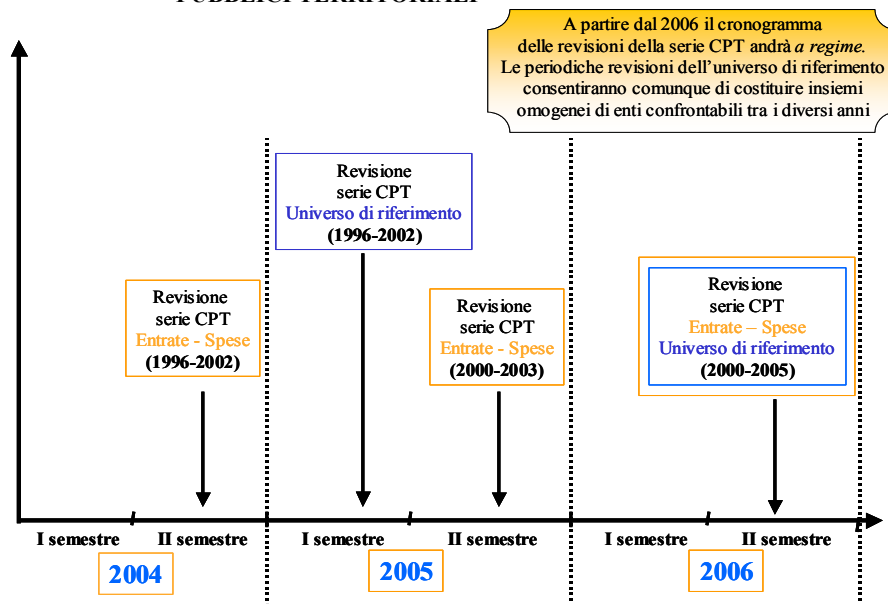 PUBBLICI TERRITORIALI
A partire dal 2006 il cronogramma
delle revisioni della serie CPT andrà a regime.
Le periodiche revisioni dell'universo di riferimento
consentiranno comunque di costituire insiemi
omogenei di enti confrontabili tra i diversi anni
Revisione
serie CPT
Universo di riferimento
(1996-2002)
Revisione
serie CPT
Entrate - Spese
(1996-2002)
Revisione
serie CPT
Entrate - Spese
(2000-2003)
Revisione
serie CPT
Entrate – Spese
Universo di riferimento
(2000-2005)
I semestre II semestre I semestre II semestre I semestre II semestre
2004 2005 2006